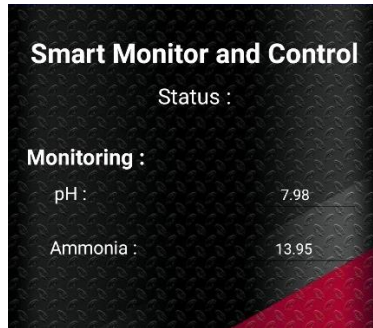 Smart Monitor and Control
Status :
Monitoring :
pH : 7.98
Ammonia : 13.95